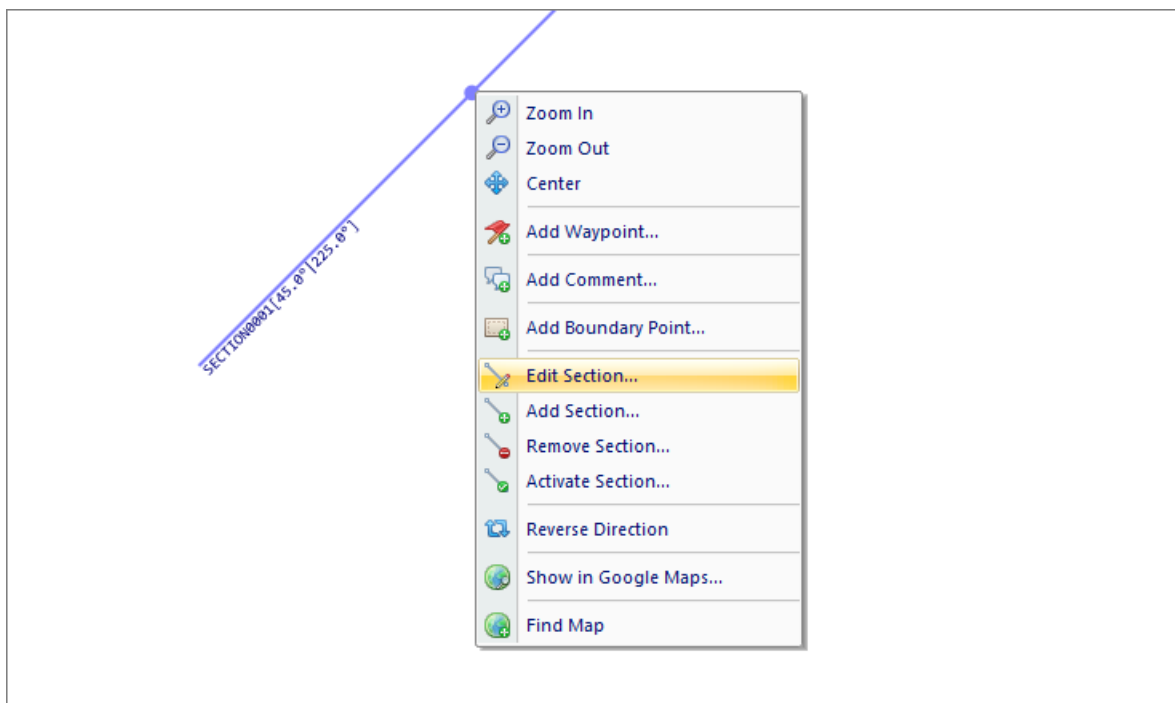 Zoom In
Zoom Out
Center
Add Waypoint...
SECTION0001[45.0°|225.0°]
Add Comment...
Add Boundary Point...
Edit Section...
Add Section...
Remove Section...
Activate Section...
Reverse Direction
Show in Google Maps...
Find Map